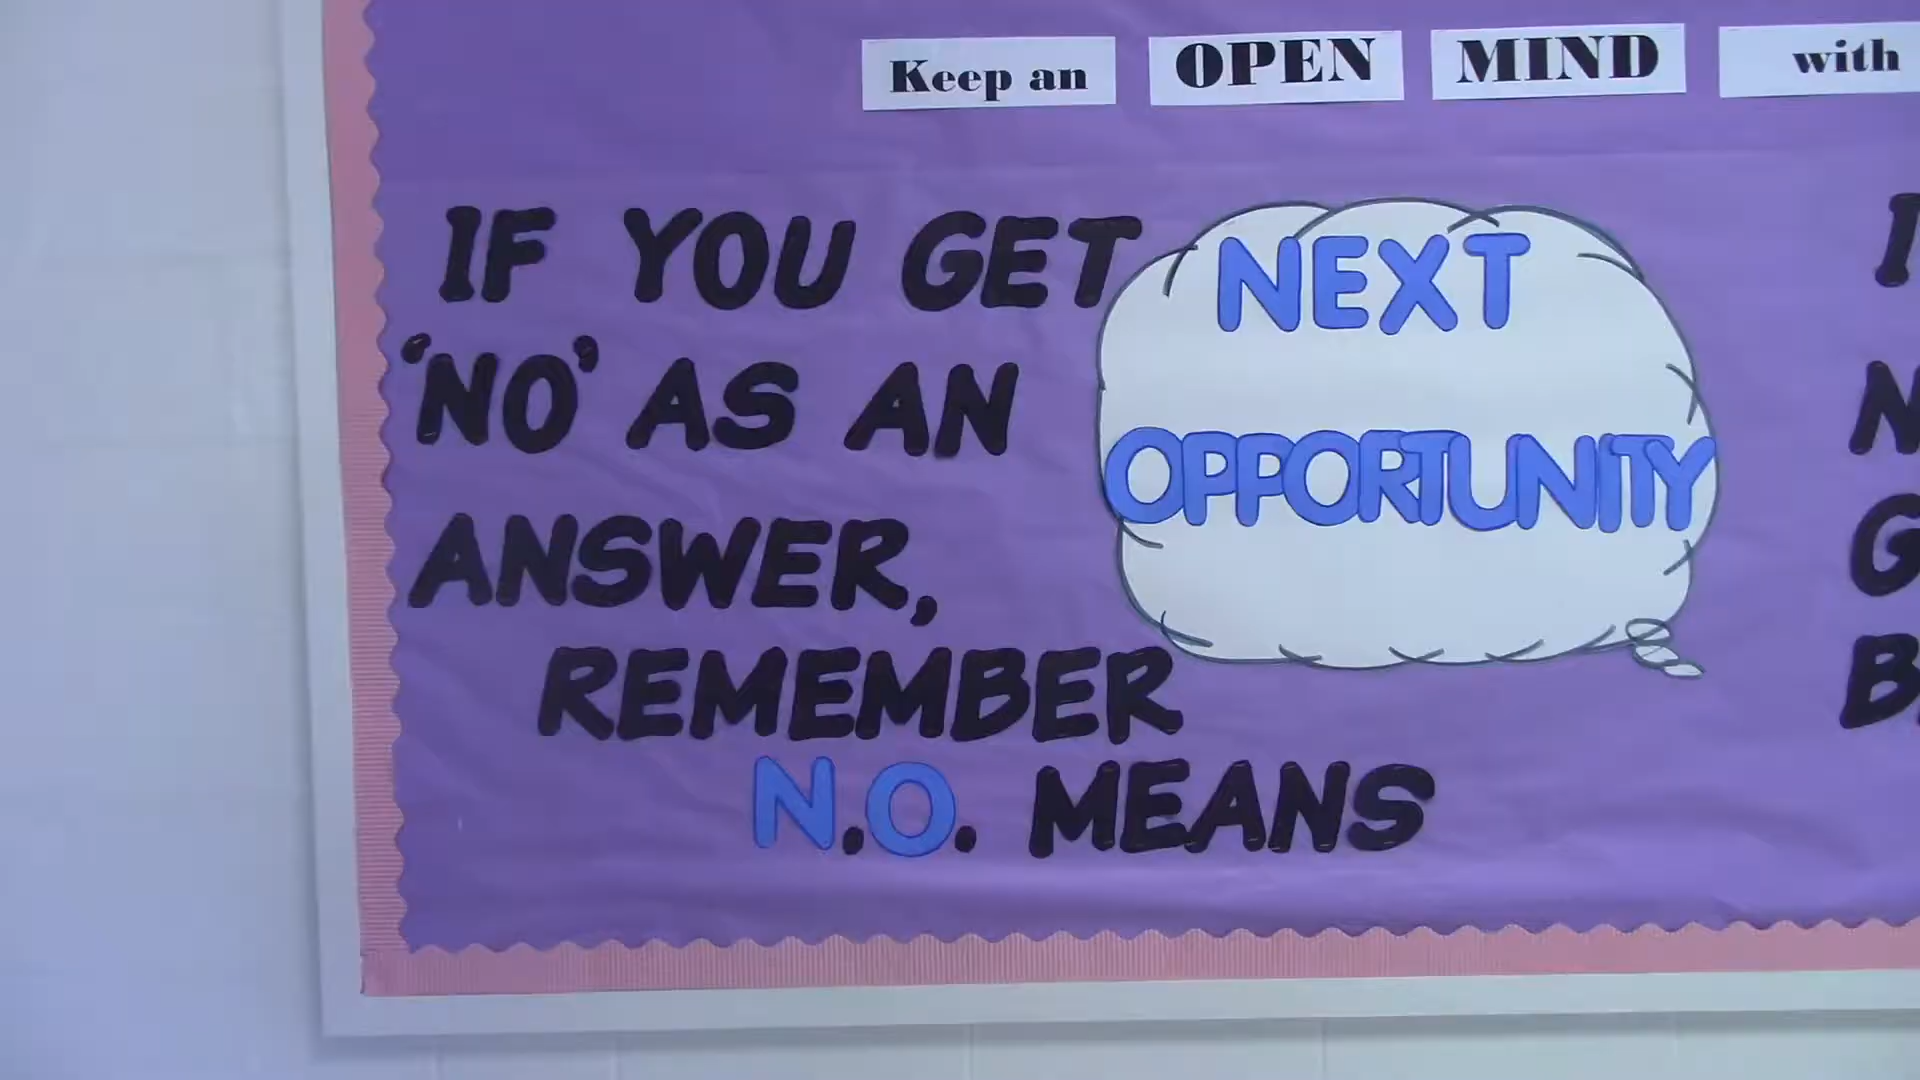 Keep an OPEN MIND with
IF YOU GET
'NO' AS AN
ANSWER,
REMEMBER
N.O. MEANS
NEXT
OPPORTUNITY